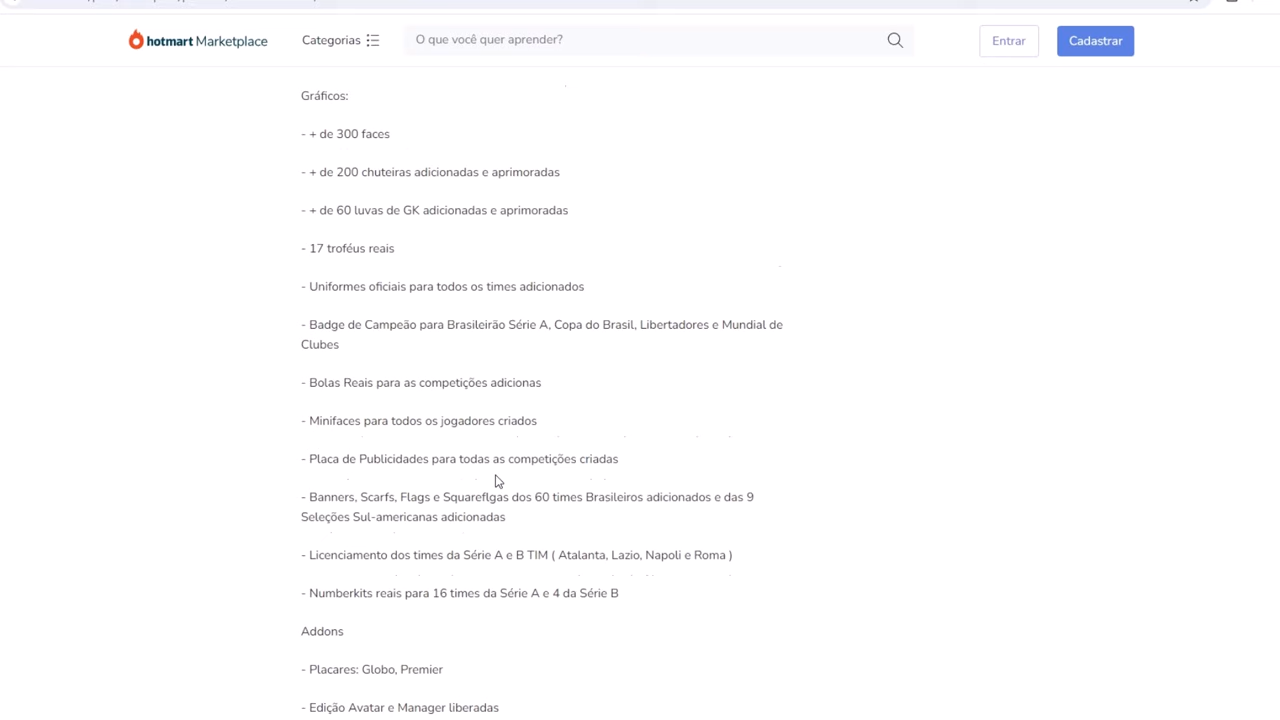 hotmart Marketplace
Categorias
O que você quer aprender?
Entrar
Cadastrar
Gráficos:
- + de 300 faces
- + de 200 chuteiras adicionadas e aprimoradas
- + de 60 luvas de GK adicionadas e aprimoradas
- 17 troféus reais
- Uniformes oficiais para todos os times adicionados
- Badge de Campeão para Brasileirão Série A, Copa do Brasil, Libertadores e Mundial de
Clubes
- Bolas Reais para as competições adicionas
- Minifaces para todos os jogadores criados
- Placa de Publicidades para todas as competições criadas
- Banners, Scarfs, Flags e Squareflgas dos 60 times Brasileiros adicionados e das 9
Seleções Sul-americanas adicionadas
- Licenciamento dos times da Série A e B TIM ( Atalanta, Lazio, Napoli e Roma )
- Numberkits reais para 16 times da Série A e 4 da Série B
Addons
- Placares: Globo, Premier
- Edição Avatar e Manager liberadas